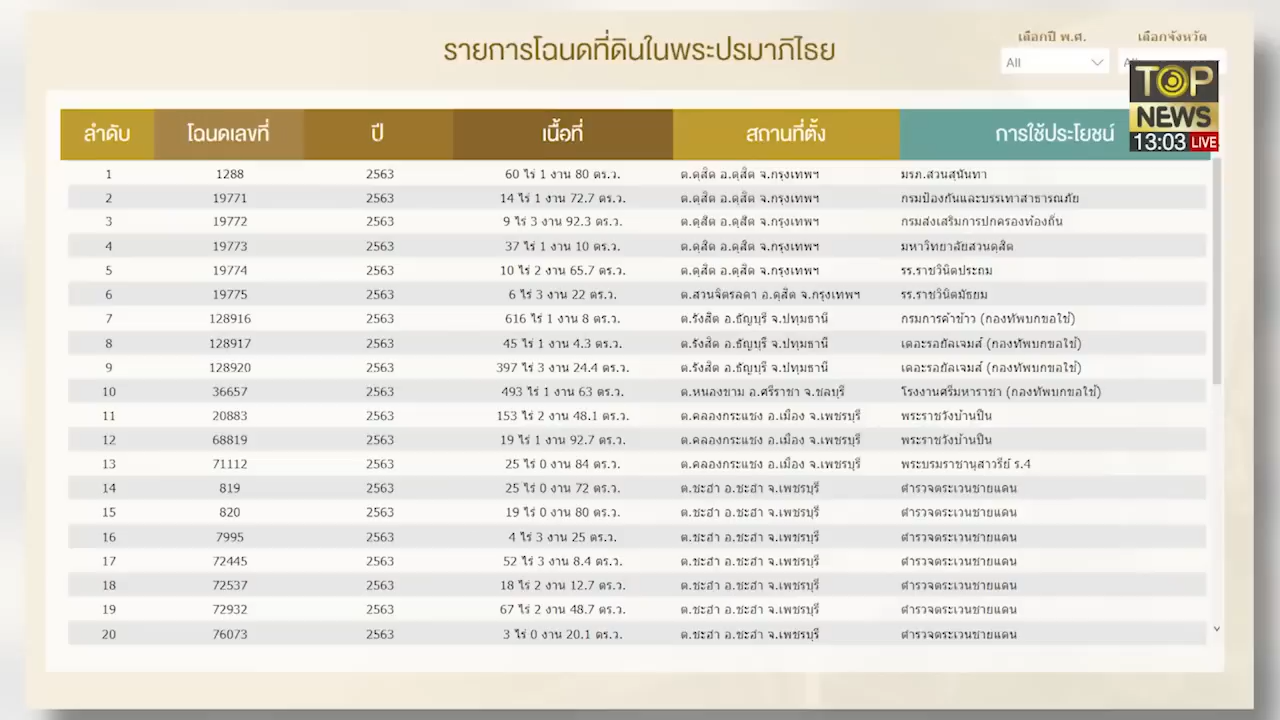 รายการโฉนดที่ดินในพระปรมาภิไธย
เลือกปี พ.ศ. เลือกจังหวัด
All
TOP
NEWS
13:03 LIVE
ลำดับ โฉนดเลขที่ ปี เนื้อที่ สถานที่ตั้ง การใช้ประโยชน์
1 1288 2563 60 ไร่ 1 งาน 80 ตร.ว. ต.ดุสิต อ.ดุสิต จ.กรุงเทพฯ มรภ.สวนสุนันทา
2 19771 2563 14 ไร่ 1 งาน 72.7 ตร.ว. ต.ดุสิต อ.ดุสิต จ.กรุงเทพฯ กรมป้องกันและบรรเทาสาธารณภัย
3 19772 2563 9 ไร่ 3 งาน 92.3 ตร.ว. ต.ดุสิต อ.ดุสิต จ.กรุงเทพฯ กรมส่งเสริมการปกครองท้องถิ่น
4 19773 2563 37 ไร่ 1 งาน 10 ตร.ว. ต.ดุสิต อ.ดุสิต จ.กรุงเทพฯ มหาวิทยาลัยสวนดุสิต
5 19774 2563 10 ไร่ 2 งาน 65.7 ตร.ว. ต.ดุสิต อ.ดุสิต จ.กรุงเทพฯ รร.ราชวินิตประถม
6 19775 2563 6 ไร่ 3 งาน 22 ตร.ว. ต.สวนจิตรลดา อ.ดุสิต จ.กรุงเทพฯ รร.ราชวินิตมัธยม
7 128916 2563 616 ไร่ 1 งาน 8 ตร.ว. ต.รังสิต อ.ธัญบุรี จ.ปทุมธานี กรมการค้าข้าว (กองทัพบกขอใช้)
8 128917 2563 45 ไร่ 1 งาน 4.3 ตร.ว. ต.รังสิต อ.ธัญบุรี จ.ปทุมธานี เดอะรอยัลเจมส์ (กองทัพบกขอใช้)
9 128920 2563 397 ไร่ 3 งาน 24.4 ตร.ว. ต.รังสิต อ.ธัญบุรี จ.ปทุมธานี เดอะรอยัลเจมส์ (กองทัพบกขอใช้)
10 36657 2563 493 ไร่ 1 งาน 63 ตร.ว. ต.หนองขาม อ.ศรีราชา จ.ชลบุรี โรงงานศรีมหาราชา (กองทัพบกขอใช้)
11 20883 2563 153 ไร่ 2 งาน 48.1 ตร.ว. ต.คลองกระแชง อ.เมือง จ.เพชรบุรี พระราชวังบ้านปืน
12 68819 2563 19 ไร่ 1 งาน 92.7 ตร.ว. ต.คลองกระแชง อ.เมือง จ.เพชรบุรี พระราชวังบ้านปืน
13 71112 2563 25 ไร่ 0 งาน 84 ตร.ว. ต.คลองกระแชง อ.เมือง จ.เพชรบุรี พระบรมราชานุสาวรีย์ ร.4
14 819 2563 25 ไร่ 0 งาน 72 ตร.ว. ต.ชะอำ อ.ชะอำ จ.เพชรบุรี ตำรวจตระเวนชายแดน
15 820 2563 19 ไร่ 0 งาน 80 ตร.ว. ต.ชะอำ อ.ชะอำ จ.เพชรบุรี ตำรวจตระเวนชายแดน
16 7995 2563 4 ไร่ 3 งาน 25 ตร.ว. ต.ชะอำ อ.ชะอำ จ.เพชรบุรี ตำรวจตระเวนชายแดน
17 72445 2563 52 ไร่ 3 งาน 8.4 ตร.ว. ต.ชะอำ อ.ชะอำ จ.เพชรบุรี ตำรวจตระเวนชายแดน
18 72537 2563 18 ไร่ 2 งาน 12.7 ตร.ว. ต.ชะอำ อ.ชะอำ จ.เพชรบุรี ตำรวจตระเวนชายแดน
19 72932 2563 67 ไร่ 2 งาน 48.7 ตร.ว. ต.ชะอำ อ.ชะอำ จ.เพชรบุรี ตำรวจตระเวนชายแดน
20 76073 2563 3 ไร่ 0 งาน 20.1 ตร.ว. ต.ชะอำ อ.ชะอำ จ.เพชรบุรี ตำรวจตระเวนชายแดน